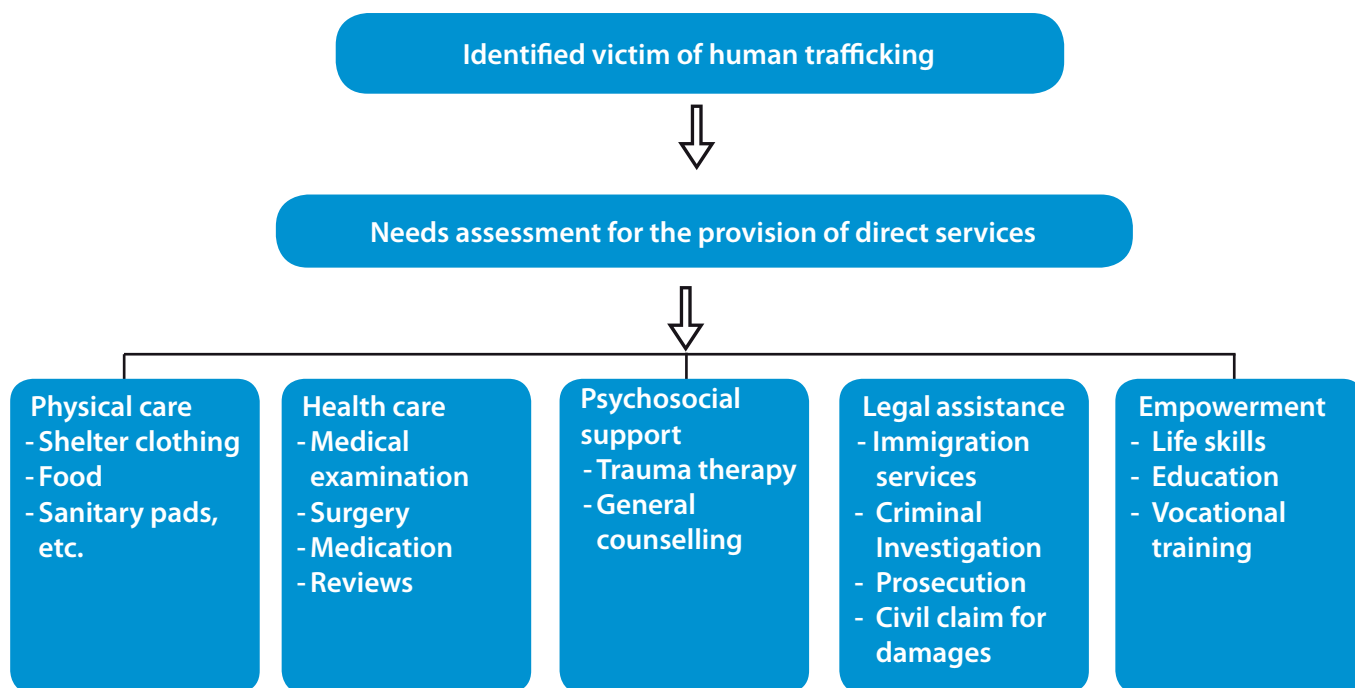 Identified victim of human trafficking
Needs assessment for the provision of direct services
Physical care
- Shelter clothing
- Food
- Sanitary pads,
etc.
Health care
- Medical
examination
- Surgery
- Medication
- Reviews
Psychosocial
support
- Trauma therapy
- General
counselling
Legal assistance
- Immigration
services
- Criminal
Investigation
- Prosecution
- Civil claim for
damages
Empowerment
- Life skills
- Education
- Vocational
training